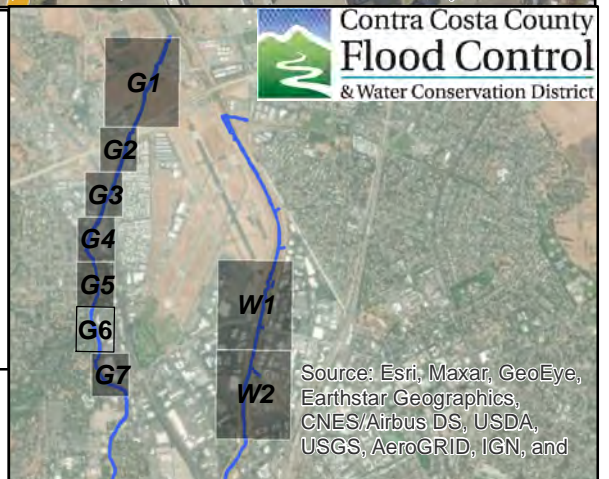 Contra Costa County
Flood Control
& Water Conservation District
G1
G2
G3
G4
G5
G6
G7
W1
W2
Source: Esri, Maxar, GeoEye,
Earthstar Geographics,
CNES/Airbus DS, USDA,
USGS, AeroGRID, IGN, and